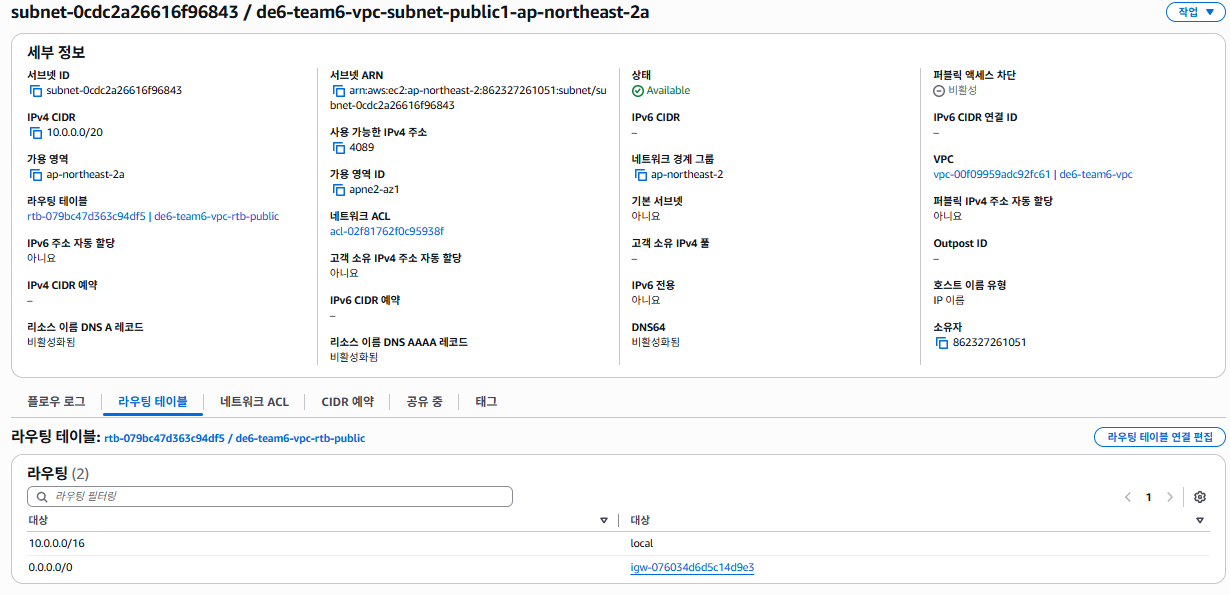 subnet-0cdc2a26616f96843 / de6-team6-vpc-subnet-public1-ap-northeast-2a
작업
세부 정보
서브넷 ID
subnet-0cdc2a26616f96843
IPv4 CIDR
10.0.0.0/20
가용 영역
ap-northeast-2a
라우팅 테이블
rtb-079bc47d363c94df5 | de6-team6-vpc-rtb-public
IPv6 주소 자동 할당
아니요
IPv4 CIDR 예약
–
리소스 이름 DNS A 레코드
비활성화됨
서브넷 ARN
arn:aws:ec2:ap-northeast-2:862327261051:subnet/su
bnet-0cdc2a26616f96843
사용 가능한 IPv4 주소
4089
가용 영역 ID
apne2-az1
네트워크 ACL
acl-02f81762f0c95938f
고객 소유 IPv4 주소 자동 할당
아니요
IPv6 CIDR 예약
–
리소스 이름 DNS AAAA 레코드
비활성화됨
상태
Available
IPv6 CIDR
–
네트워크 경계 그룹
ap-northeast-2
기본 서브넷
아니요
고객 소유 IPv4 풀
–
IPv6 전용
아니요
DNS64
비활성화됨
퍼블릭 액세스 차단
비활성
IPv6 CIDR 연결 ID
–
VPC
vpc-00f09959adc92fc61 | de6-team6-vpc
퍼블릭 IPv4 주소 자동 할당
아니요
Outpost ID
–
호스트 이름 유형
IP 이름
소유자
862327261051
플로우 로그 라우팅 테이블 네트워크 ACL CIDR 예약 공유 중 태그
라우팅 테이블: rtb-079bc47d363c94df5 / de6-team6-vpc-rtb-public
라우팅 테이블 연결 편집
라우팅 (2)
라우팅 필터링
1
대상 대상
10.0.0.0/16 local
0.0.0.0/0 igw-076034d6d5c14d9e3